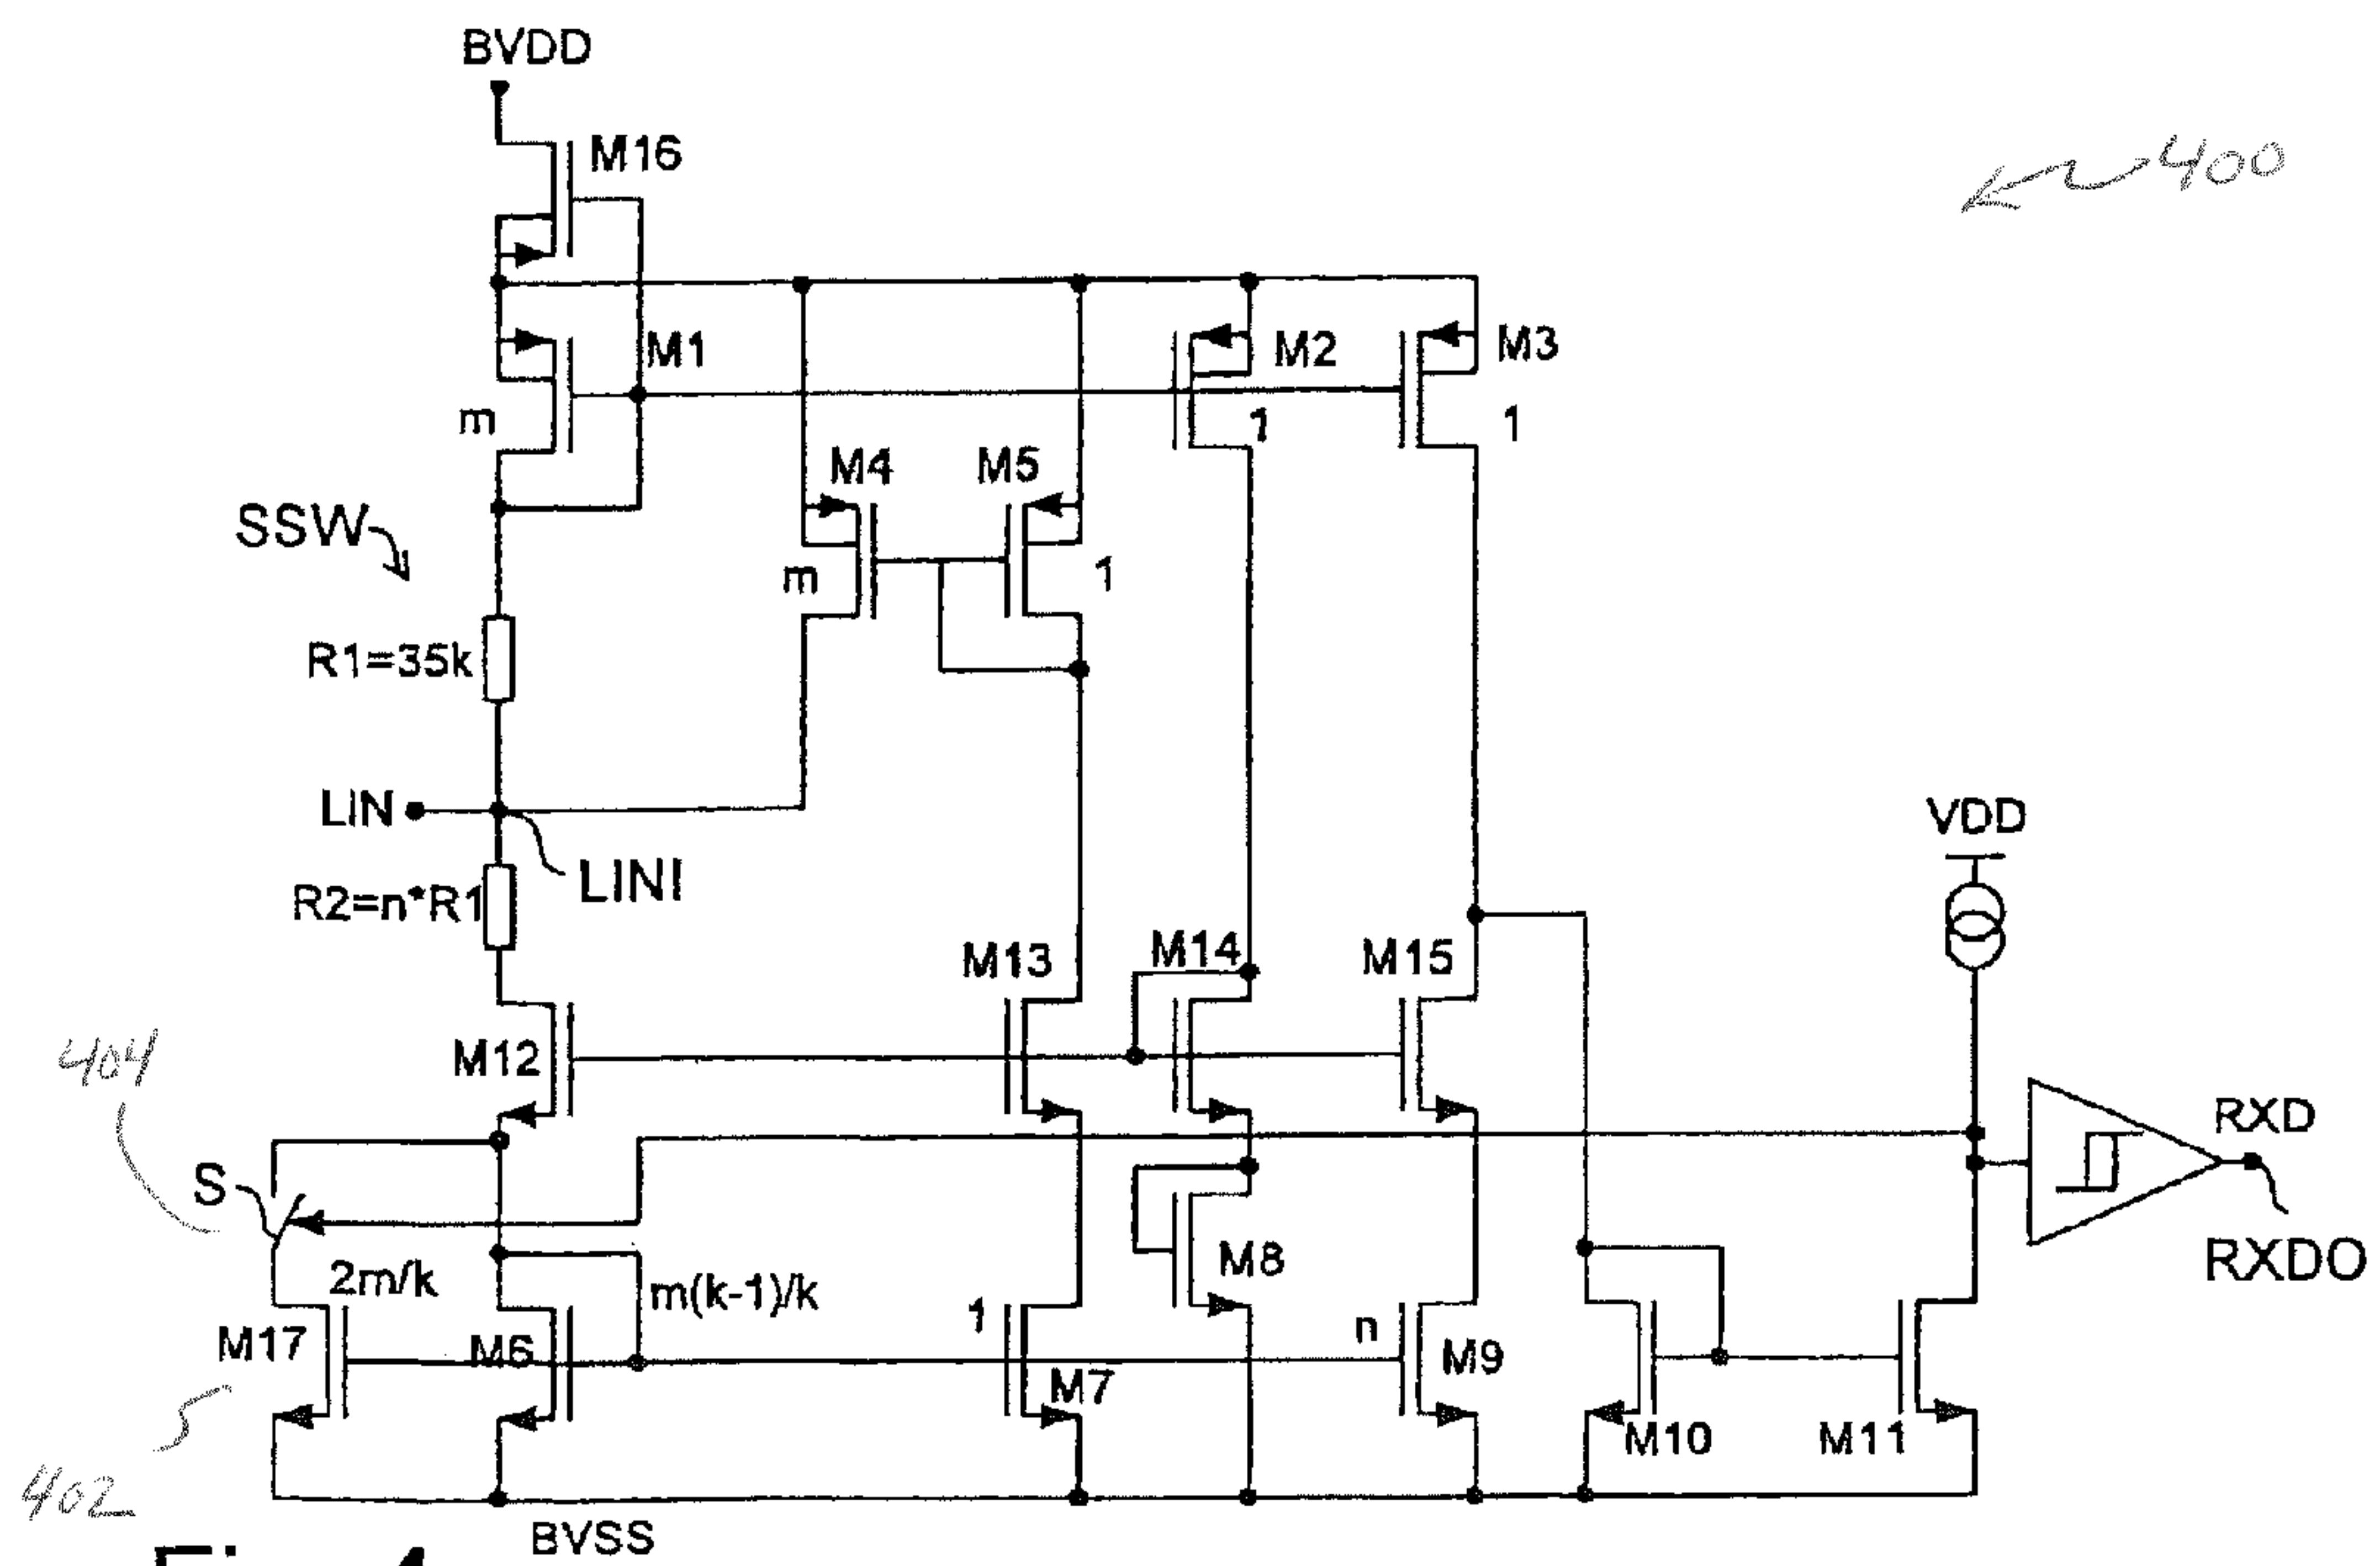 BVDD
M16
400
M1
M2
M3
m
1
1
M4
M5
SSW
m
1
R1=35k
LIN
VDD
LINI
R2=n*R1
M13
M14
M15
M12
404
RXD
S
M8
RXDO
2m/k
m(k-1)/k
1
n
M17
M6
M9
M7
M10
M11
402
BVSS